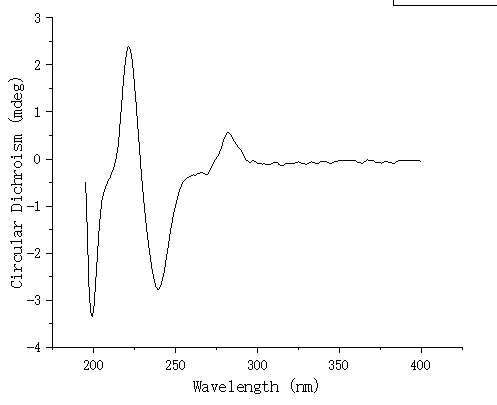 3
2
1
0
-1
-2
-3
-4
Circular Dichroism (mdeg)
200 250 300 350 400
Wavelength (nm)